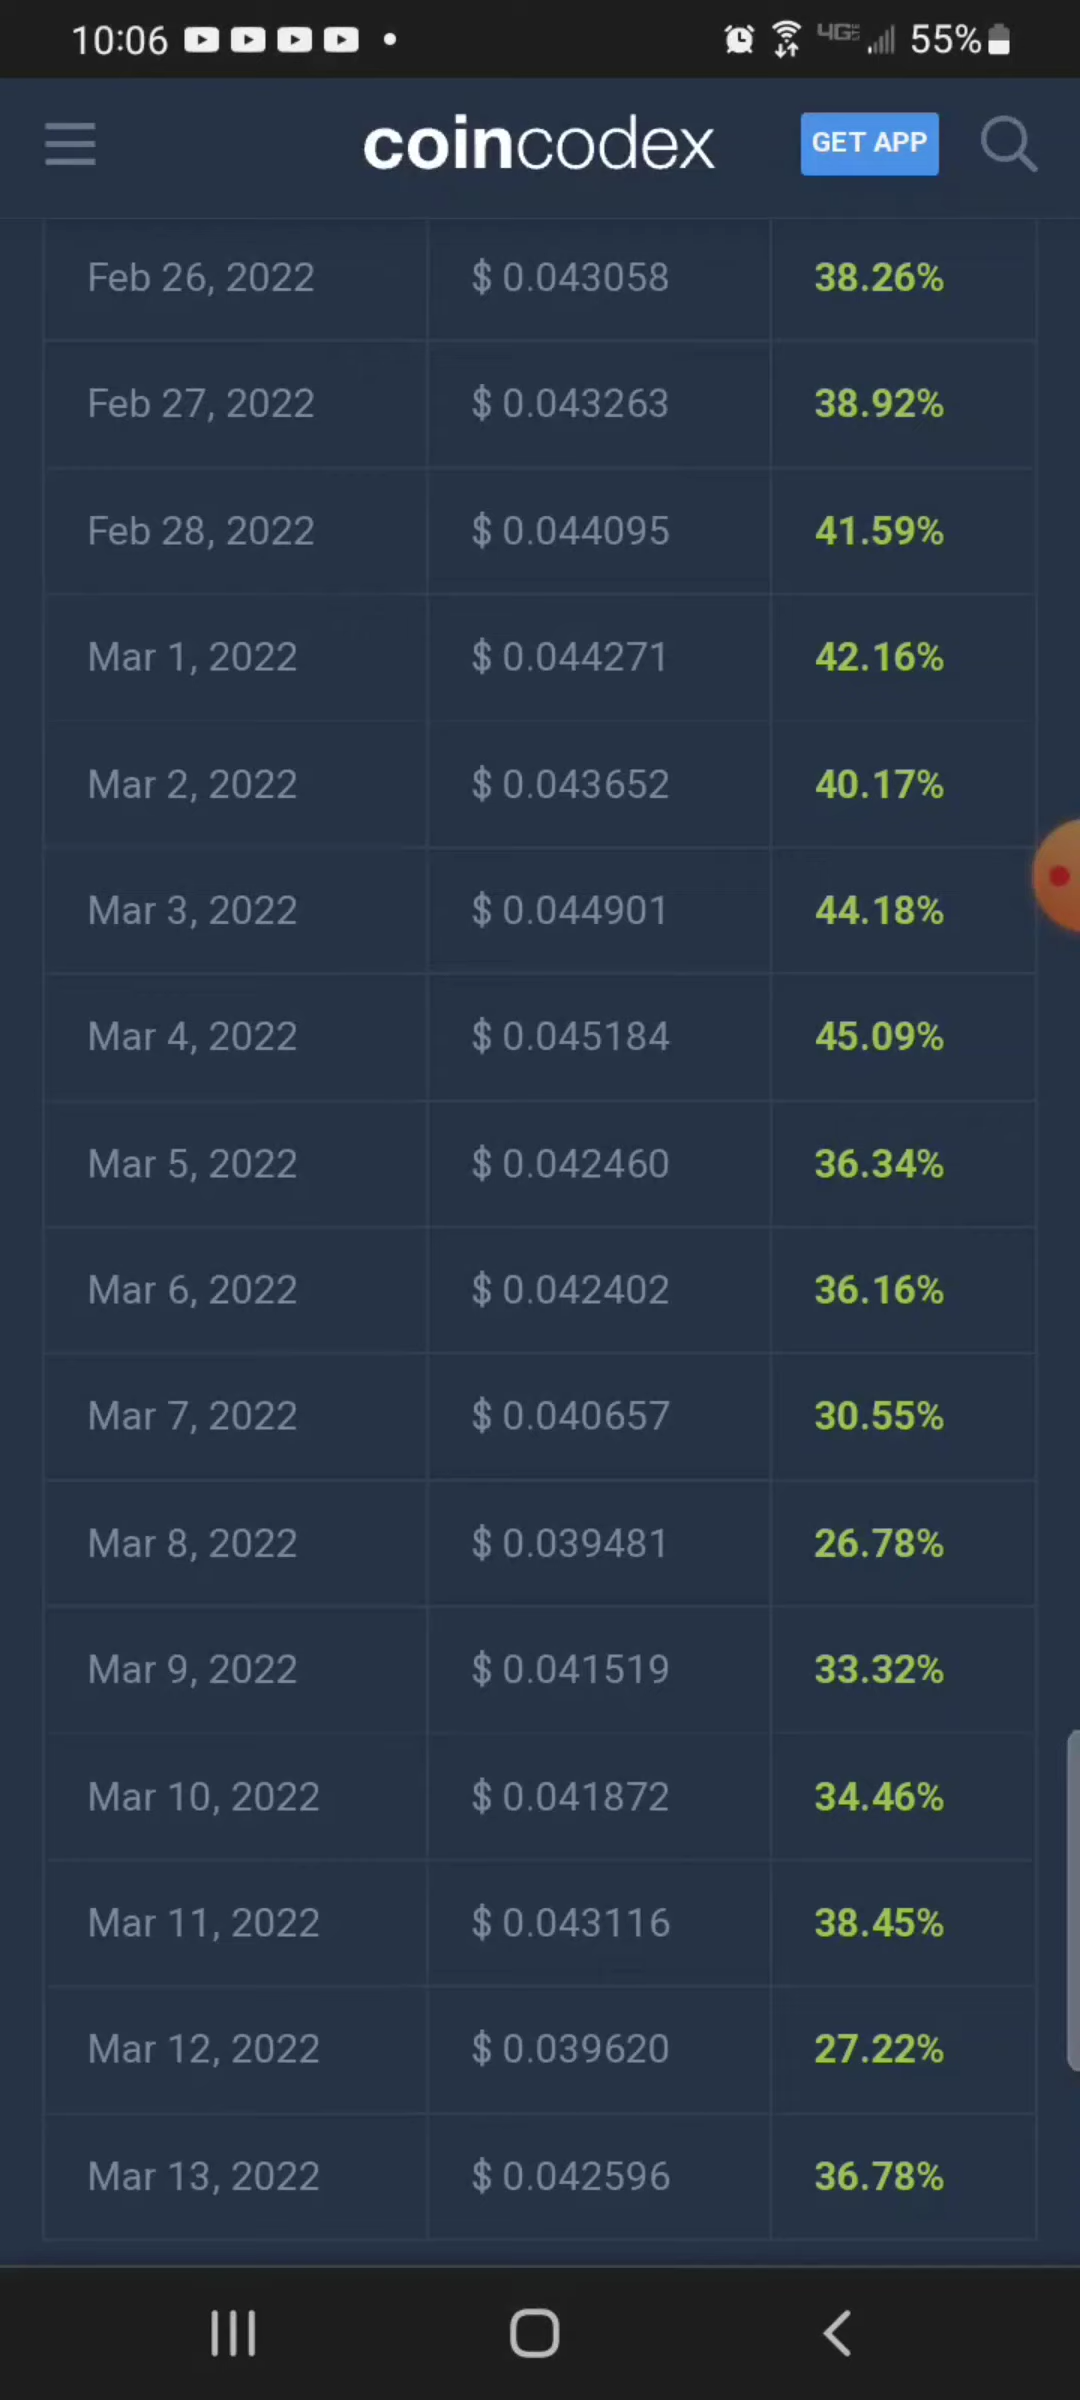 10:06 4G 55%
coincodex GET APP
Feb 26, 2022 $ 0.043058 38.26%
Feb 27, 2022 $ 0.043263 38.92%
Feb 28, 2022 $ 0.044095 41.59%
Mar 1, 2022 $ 0.044271 42.16%
Mar 2, 2022 $ 0.043652 40.17%
Mar 3, 2022 $ 0.044901 44.18%
Mar 4, 2022 $ 0.045184 45.09%
Mar 5, 2022 $ 0.042460 36.34%
Mar 6, 2022 $ 0.042402 36.16%
Mar 7, 2022 $ 0.040657 30.55%
Mar 8, 2022 $ 0.039481 26.78%
Mar 9, 2022 $ 0.041519 33.32%
Mar 10, 2022 $ 0.041872 34.46%
Mar 11, 2022 $ 0.043116 38.45%
Mar 12, 2022 $ 0.039620 27.22%
Mar 13, 2022 $ 0.042596 36.78%